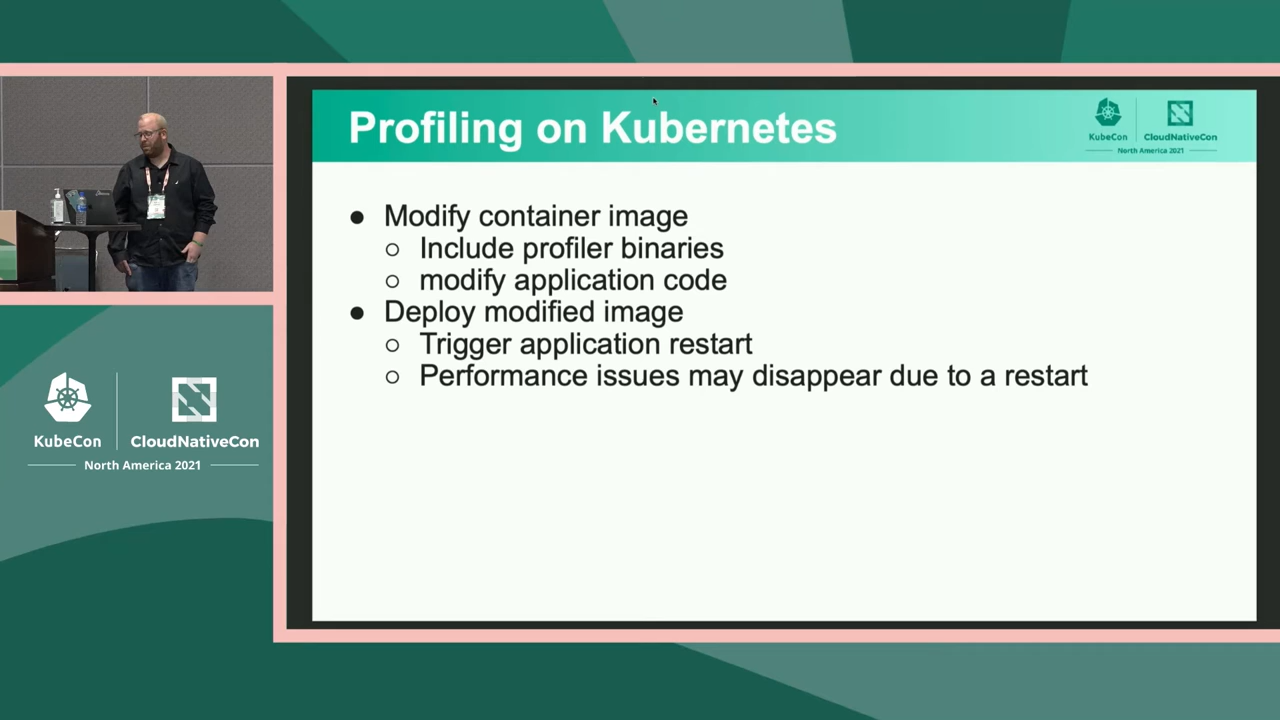 Profiling on Kubernetes
KubeCon
CloudNativeCon
North America 2021
● Modify container image
○ Include profiler binaries
○ modify application code
● Deploy modified image
○ Trigger application restart
○ Performance issues may disappear due to a restart
KubeCon
CloudNativeCon
North America 2021